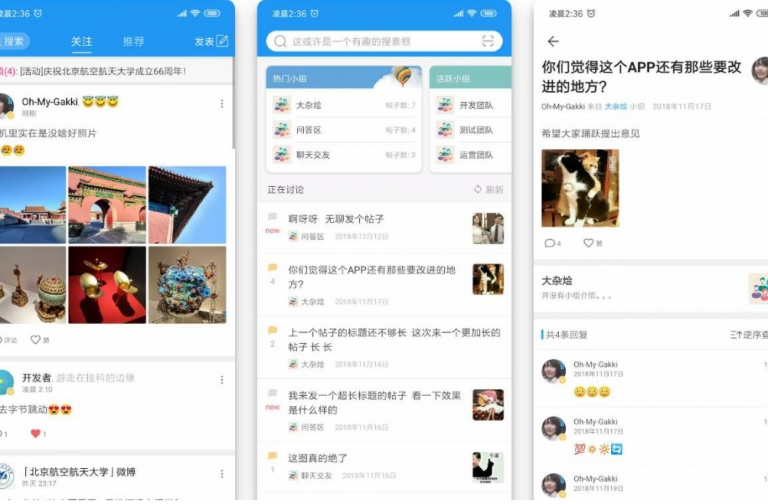 凌晨2:36
搜索
关注
推荐
发表
(4): [活动]庆祝北京航空航天大学成立66周年！
Oh-My-Gakki
刚刚
机里实在是没啥好照片
评论
赞
开发者, 游走在挂科的边缘
凌晨 2:10
去字节跳动
1
1
「北京航空航天大学」微博
昨天 23:17
凌晨2:36
这或许是一个有趣的搜索框
热门小组
大杂烩
帖子数: 7
问答区
帖子数: 4
聊天交友
帖子数: 3
活跃小组
开发团队
测试团队
运营团队
正在讨论
刷新
new
啊呀呀 无聊发个帖子
问答区 2018年12月12日
4
你们觉得这个APP还有那些要改进的地
方?
大杂烩 2018年11月17日
2
上一个帖子的标题还不够长 这次来一个更加长的
帖子 长 长
大杂烩 2018年11月16日
new
我来发一个超长标题的帖子 看一下效果
是什么样的
问答区 2018年11月16日
1
这图真的绝了
聊天交友 2018年11月16日
凌晨2:36
你们觉得这个APP还有那些要改
进的地方?
Oh-My-Gakki 来自 大杂烩 小组 2018年11月17日
希望大家踊跃提出意见
4
赞
大杂烩
并没有小组介绍。。。
共4条回复
逆序查
Oh-My-Gakki
2018年11月17日
Oh-My-Gakki
2018年11月17日
Oh-My-Gakki
2018年11月19日